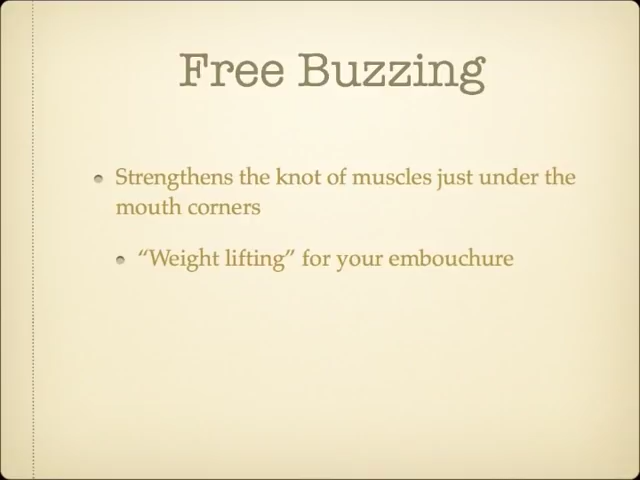 Free Buzzing
Strengthens the knot of muscles just under the
mouth corners
“Weight lifting” for your embouchure